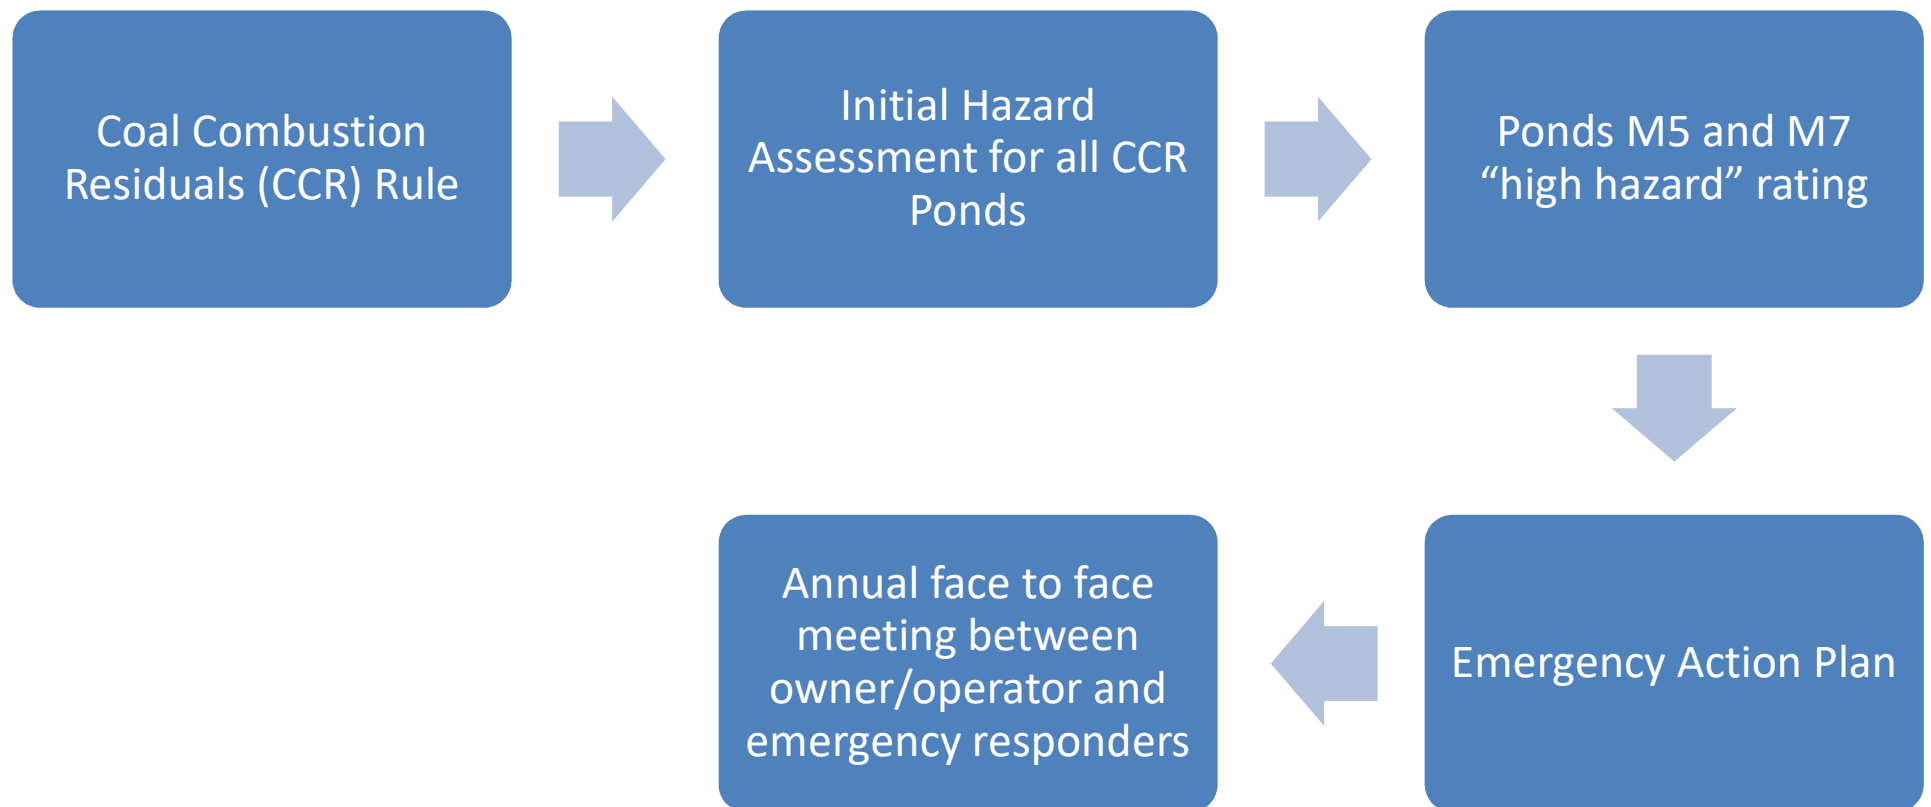 Coal Combustion
Residuals (CCR) Rule
Initial Hazard
Assessment for all CCR
Ponds
Ponds M5 and M7
“high hazard” rating
Emergency Action Plan
Annual face to face
meeting between
owner/operator and
emergency responders